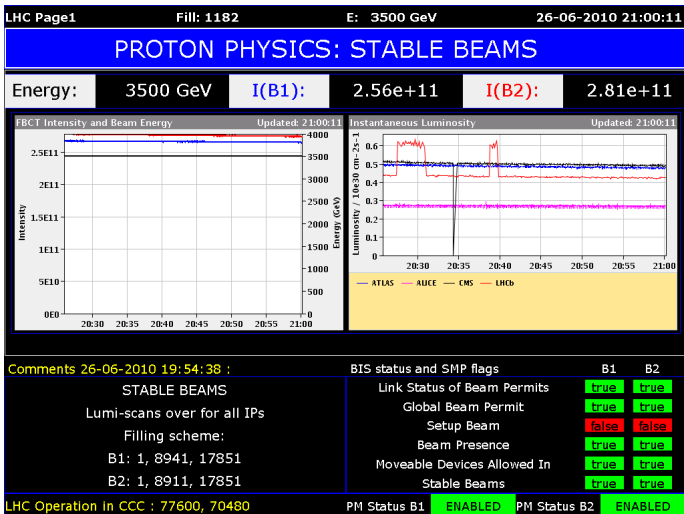 LHC Page1 Fill: 1182 E: 3500 GeV 26-06-2010 21:00:11
PROTON PHYSICS: STABLE BEAMS
Energy: 3500 GeV I(B1): 2.56e+11 I(B2): 2.81e+11
FBCT Intensity and Beam Energy Updated: 21:00:11
Intensity
2.5E11
2E11
1.5E11
1E11
5E10
0E0
4000
3500
3000
2500
2000
1500
1000
500
0
Energy (GeV)
20:30 20:35 20:40 20:45 20:50 20:55 21:00
Instantaneous Luminosity Updated: 21:00:11
Luminosity / 10e30 cm-2s-1
0.6
0.5
0.4
0.3
0.2
0.1
0
20:30 20:35 20:40 20:45 20:50 20:55 21:00
ATLAS ALICE CMS LHCb
Comments 26-06-2010 19:54:38 :
STABLE BEAMS
Lumi-scans over for all IPs
Filling scheme:
B1: 1, 8941, 17851
B2: 1, 8911, 17851
BIS status and SMP flags B1 B2
Link Status of Beam Permits true true
Global Beam Permit true true
Setup Beam false false
Beam Presence true true
Moveable Devices Allowed In true true
Stable Beams true true
LHC Operation in CCC : 77600, 70480 PM Status B1 ENABLED PM Status B2 ENABLED